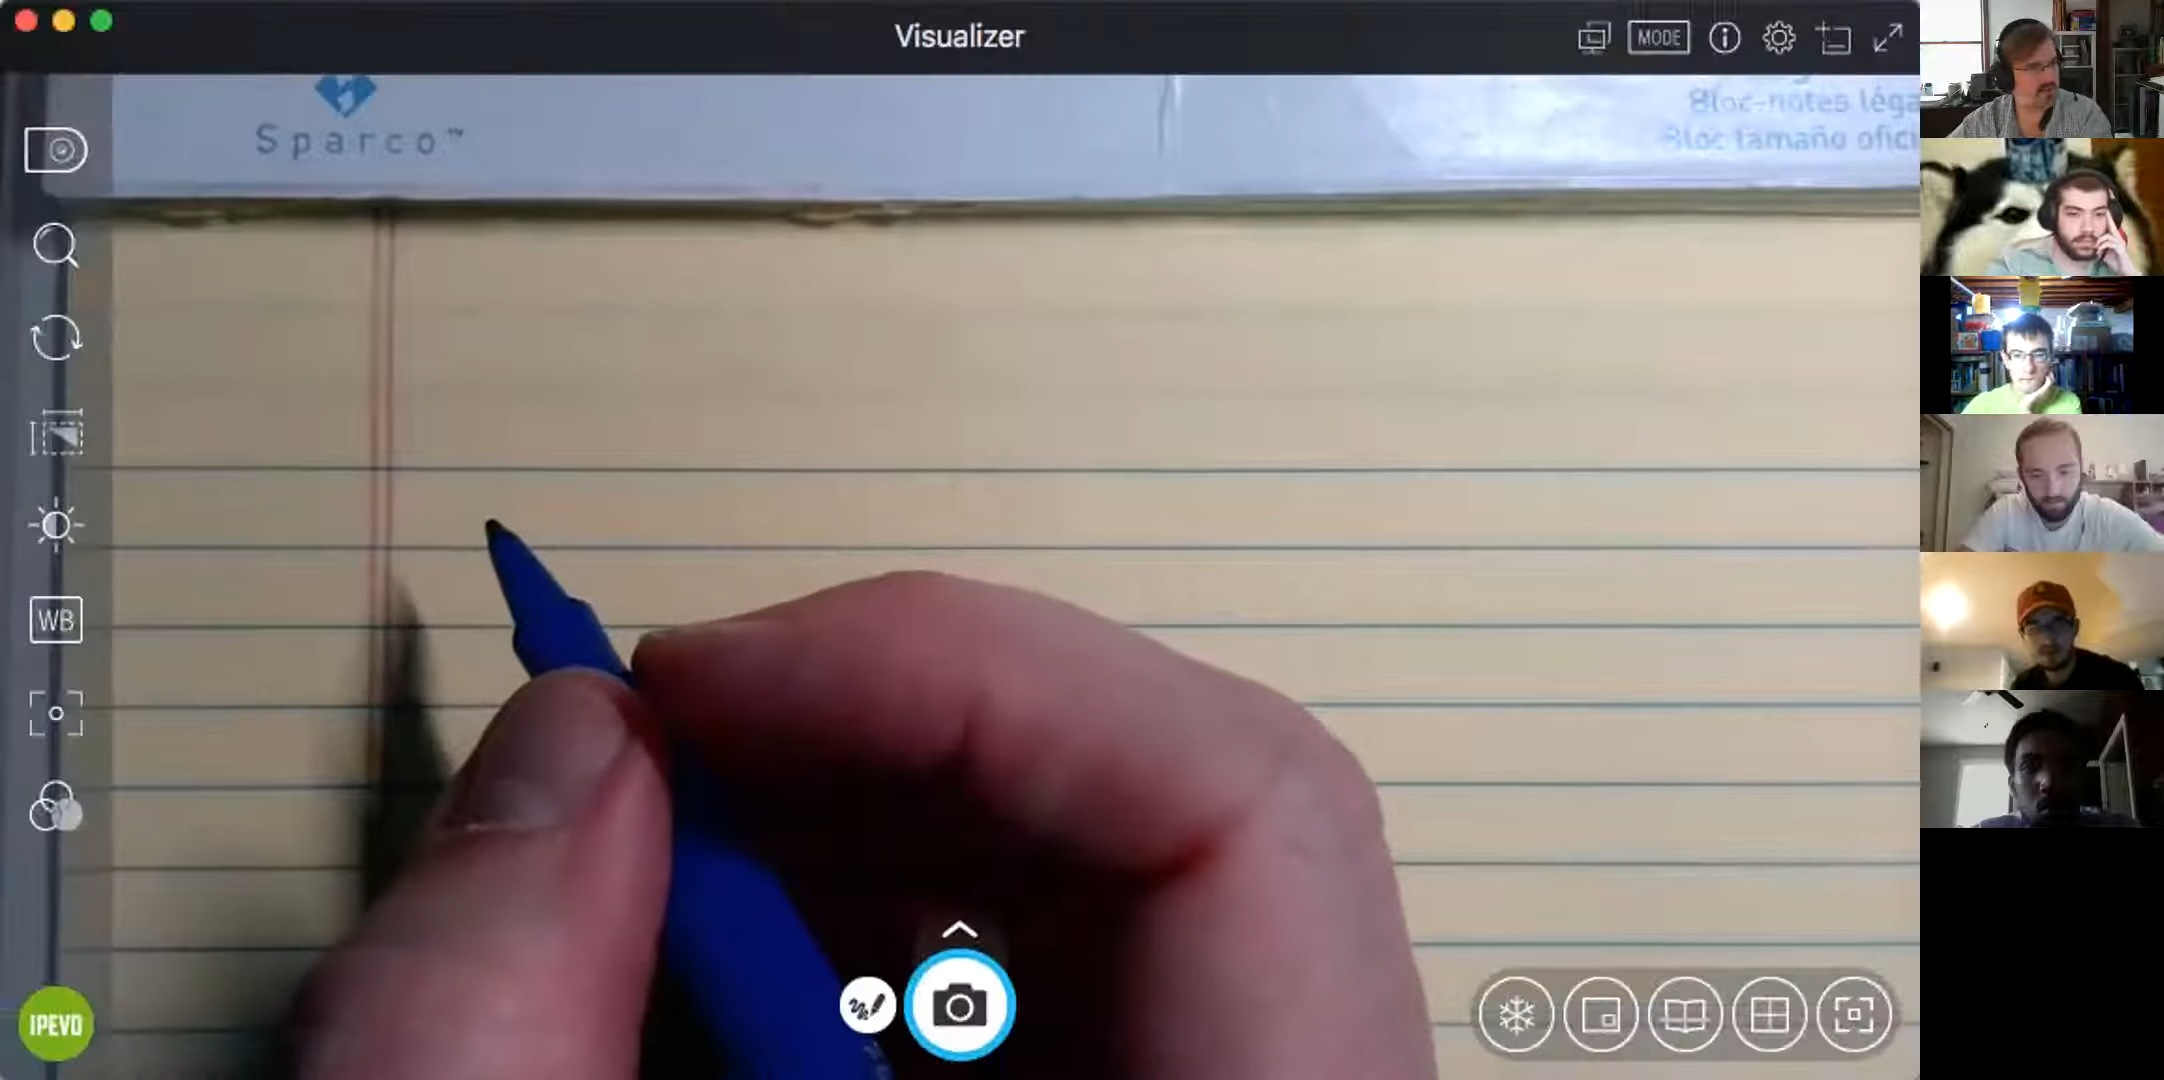 Visualizer
MODE
Sparco™
Bloc-notes léga
Bloc tamaño ofici
WB
IPEVO